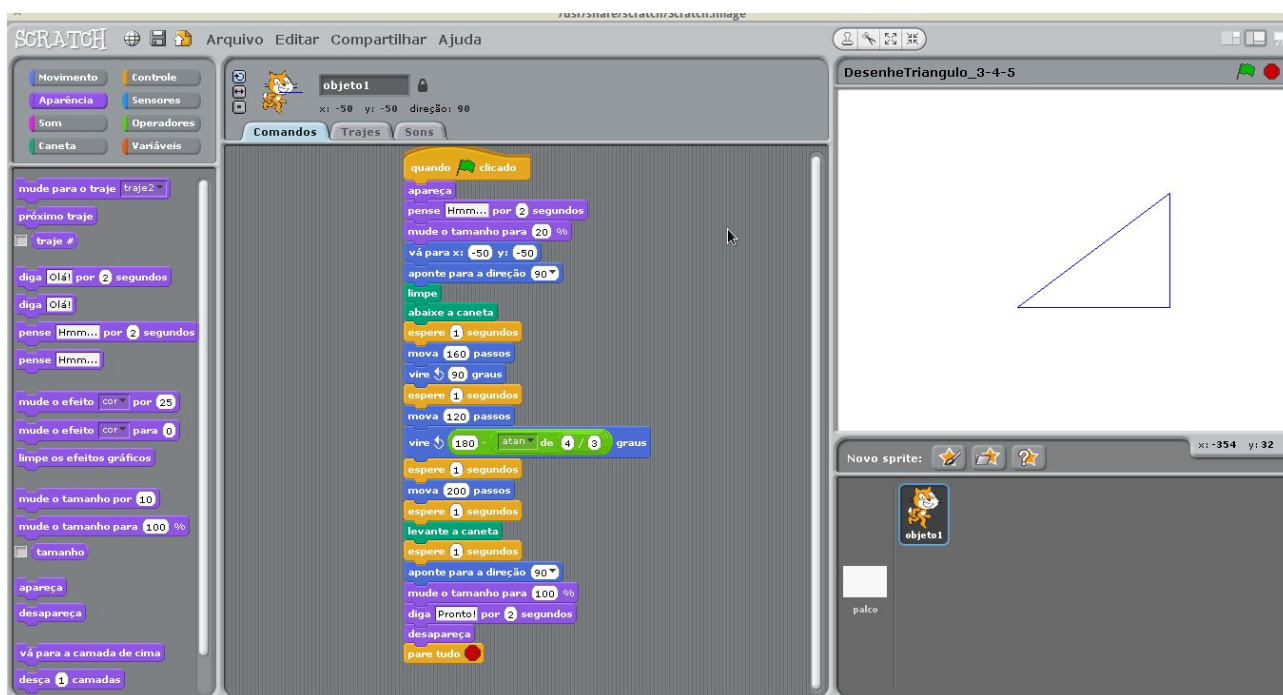 /usr/share/scratch/Scratch.image
SCRATCH Arquivo Editar Compartilhar Ajuda
Movimento Controle
Aparência Sensores
Som Operadores
Caneta Variáveis
mude para o traje traje2
próximo traje
traje #
diga Olá! por 2 segundos
diga Olá!
pense Hmm... por 2 segundos
pense Hmm...
mude o efeito cor por 25
mude o efeito cor para 0
limpe os efeitos gráficos
mude o tamanho por 10
mude o tamanho para 100 %
tamanho
apareça
desapareça
vá para a camada de cima
desça 1 camadas
objeto1
x: -50 y: -50 direção: 90
Comandos Trajes Sons
quando clicado
apareça
pense Hmm... por 2 segundos
mude o tamanho para 20 %
vá para x: -50 y: -50
aponte para a direção 90
limpe
abaixe a caneta
espere 1 segundos
mova 160 passos
vire 90 graus
espere 1 segundos
mova 120 passos
vire 180 - atan de 4 / 3 graus
espere 1 segundos
mova 200 passos
espere 1 segundos
levante a caneta
espere 1 segundos
aponte para a direção 90
mude o tamanho para 100 %
diga Pronto! por 2 segundos
desapareça
pare tudo
DesenheTriangulo_3-4-5
x: -354 y: 32
Novo sprite:
objeto1
palco